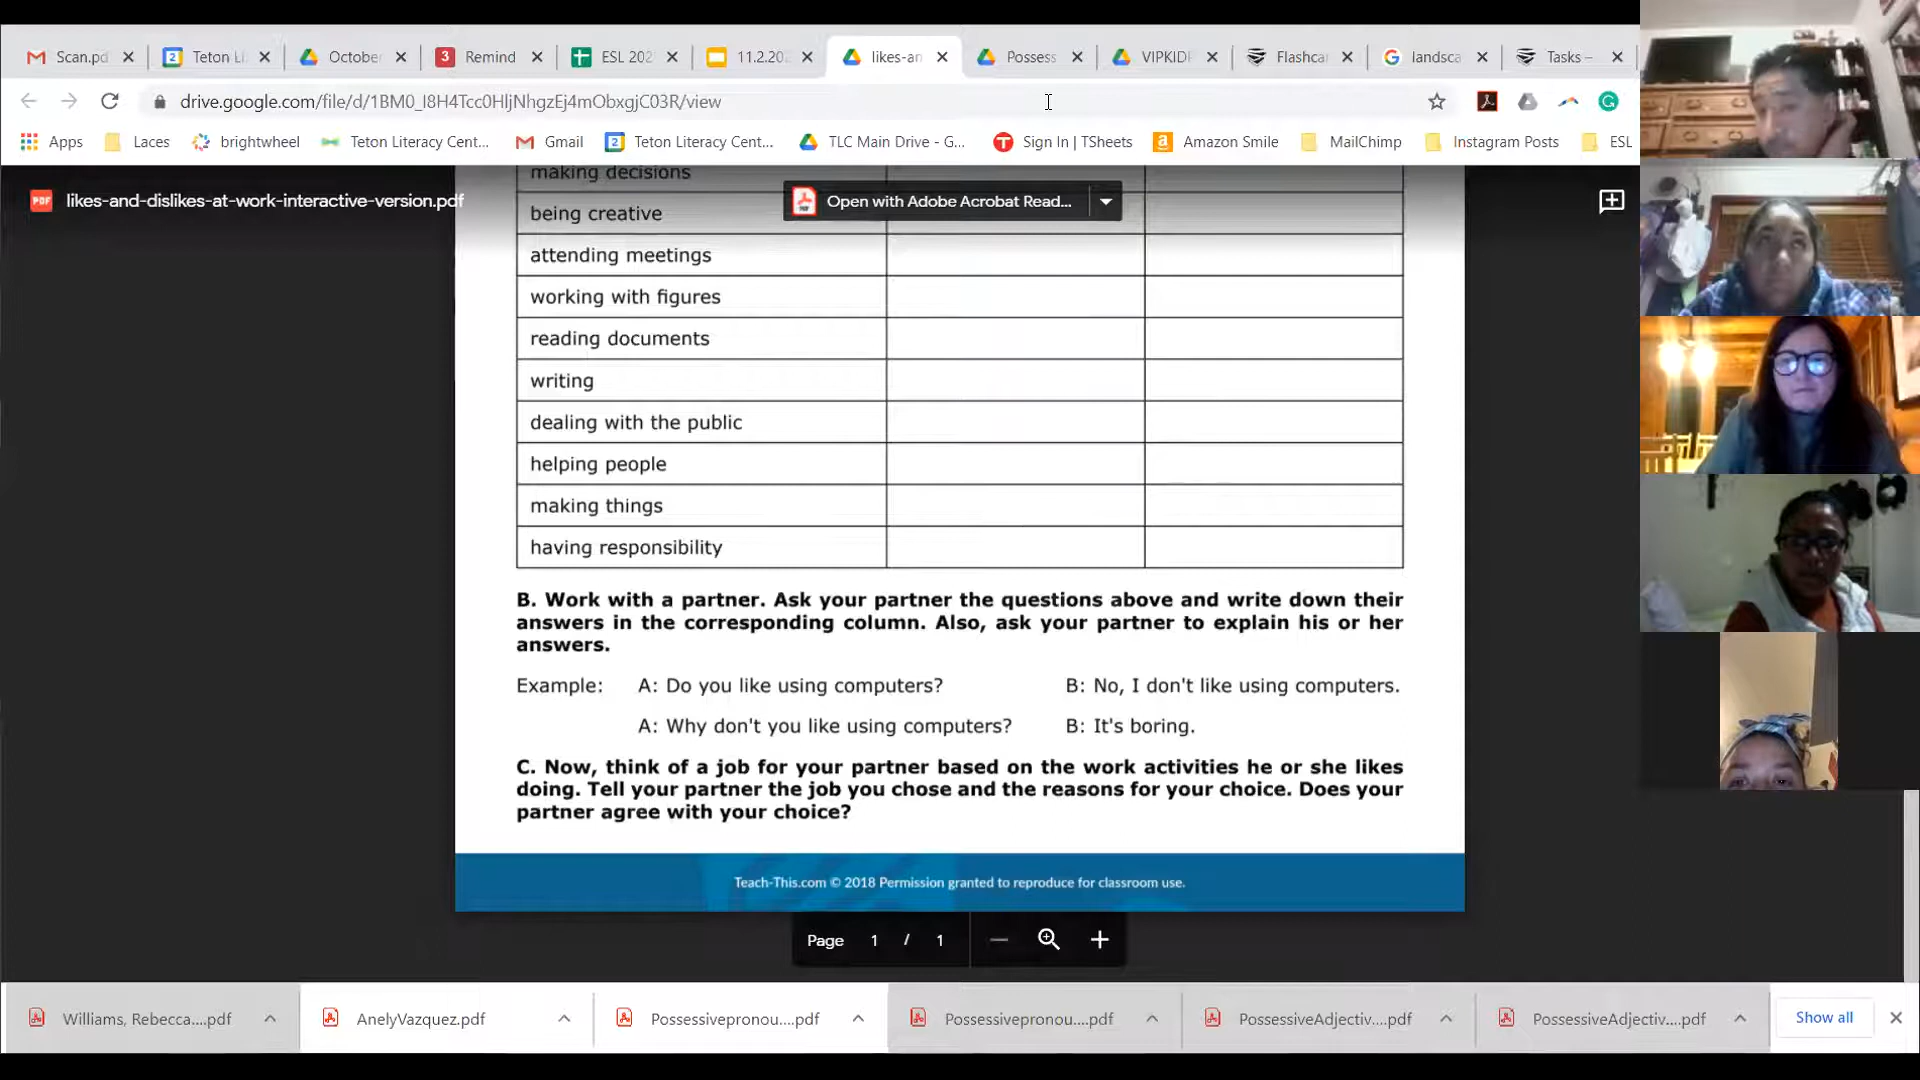 Scan.pd
Teton Li
October
3 Remind
ESL 202
11.2.20
likes-an
Possess
VIPKID
Flashcar
landsca
Tasks –
drive.google.com/file/d/1BM0_I8H4Tcc0HljNhgzEj4mObxgjC03R/view
Apps
Laces
brightwheel
Teton Literacy Cent...
Gmail
2 Teton Literacy Cent...
TLC Main Drive - G...
Sign In | TSheets
Amazon Smile
MailChimp
Instagram Posts
ESL
making decisions
PDF likes-and-dislikes-at-work-interactive-version.pdf
Open with Adobe Acrobat Read...
being creative
attending meetings
working with figures
reading documents
writing
dealing with the public
helping people
making things
having responsibility
B. Work with a partner. Ask your partner the questions above and write down their
answers in the corresponding column. Also, ask your partner to explain his or her
answers.
Example: A: Do you like using computers? B: No, I don't like using computers.
A: Why don't you like using computers? B: It's boring.
C. Now, think of a job for your partner based on the work activities he or she likes
doing. Tell your partner the job you chose and the reasons for your choice. Does your
partner agree with your choice?
Teach-This.com © 2018 Permission granted to reproduce for classroom use.
Page 1 / 1
Williams, Rebecca....pdf
AnelyVazquez.pdf
Possessivepronou....pdf
Possessivepronou....pdf
PossessiveAdjectiv....pdf
PossessiveAdjectiv....pdf
Show all